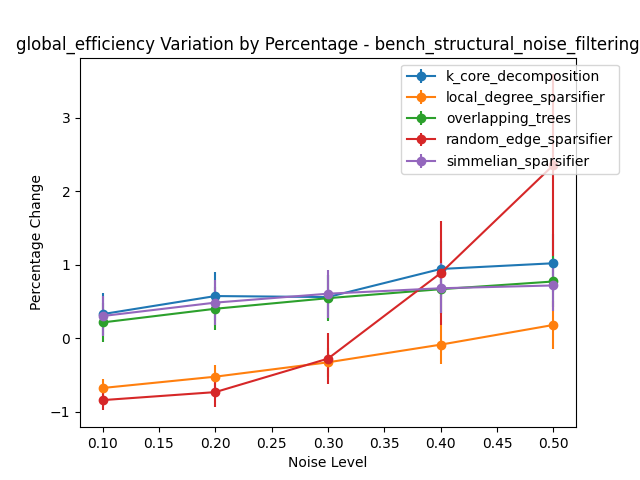 global_efficiency Variation by Percentage - bench_structural_noise_filtering
k_core_decomposition
local_degree_sparsifier
overlapping_trees
random_edge_sparsifier
simmelian_sparsifier
Percentage Change
3
2
1
0
−1
0.10 0.15 0.20 0.25 0.30 0.35 0.40 0.45 0.50
Noise Level